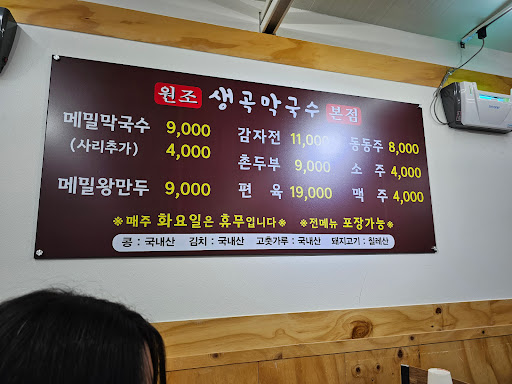 원조 생곡막국수 본점
메밀막국수 9,000 감자전 11,000 동동주 8,000
(사리추가) 4,000 촌두부 9,000 소주 4,000
메밀왕만두 9,000 편육 19,000 맥주 4,000
※매주 화요일은 휴무입니다※ ※전메뉴 포장가능※
콩 : 국내산 김치 : 국내산 고춧가루 : 국내산 돼지고기 : 칠레산